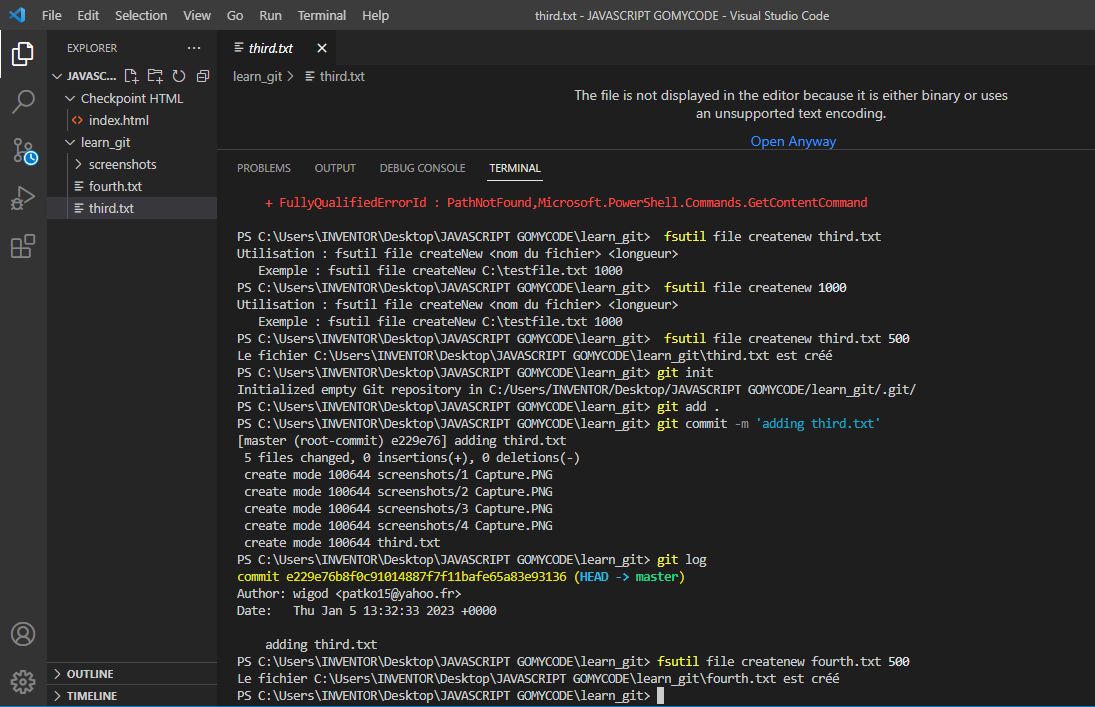 File Edit Selection View Go Run Terminal Help third.txt - JAVASCRIPT GOMYCODE - Visual Studio Code
EXPLORER ...
JAVASC...
Checkpoint HTML
index.html
learn_git
screenshots
fourth.txt
third.txt
OUTLINE
TIMELINE
third.txt
learn_git > third.txt
The file is not displayed in the editor because it is either binary or uses
an unsupported text encoding.
Open Anyway
PROBLEMS OUTPUT DEBUG CONSOLE TERMINAL
+ FullyQualifiedErrorId : PathNotFound,Microsoft.PowerShell.Commands.GetContentCommand
PS C:\Users\INVENTOR\Desktop\JAVASCRIPT GOMYCODE\learn_git>  fsutil file createnew third.txt
Utilisation : fsutil file createNew <nom du fichier> <longueur>
Exemple : fsutil file createNew C:\testfile.txt 1000
PS C:\Users\INVENTOR\Desktop\JAVASCRIPT GOMYCODE\learn_git>  fsutil file createnew 1000
Utilisation : fsutil file createNew <nom du fichier> <longueur>
Exemple : fsutil file createNew C:\testfile.txt 1000
PS C:\Users\INVENTOR\Desktop\JAVASCRIPT GOMYCODE\learn_git>  fsutil file createnew third.txt 500
Le fichier C:\Users\INVENTOR\Desktop\JAVASCRIPT GOMYCODE\learn_git\third.txt est créé
PS C:\Users\INVENTOR\Desktop\JAVASCRIPT GOMYCODE\learn_git> git init
Initialized empty Git repository in C:/Users/INVENTOR/Desktop/JAVASCRIPT GOMYCODE/learn_git/.git/
PS C:\Users\INVENTOR\Desktop\JAVASCRIPT GOMYCODE\learn_git> git add .
PS C:\Users\INVENTOR\Desktop\JAVASCRIPT GOMYCODE\learn_git> git commit -m 'adding third.txt'
[master (root-commit) e229e76] adding third.txt
5 files changed, 0 insertions(+), 0 deletions(-)
create mode 100644 screenshots/1 Capture.PNG
create mode 100644 screenshots/2 Capture.PNG
create mode 100644 screenshots/3 Capture.PNG
create mode 100644 screenshots/4 Capture.PNG
create mode 100644 third.txt
PS C:\Users\INVENTOR\Desktop\JAVASCRIPT GOMYCODE\learn_git> git log
commit e229e76b8f0c91014887f7f11bafe65a83e93136 (HEAD -> master)
Author: wigod <patko15@yahoo.fr>
Date:   Thu Jan 5 13:32:33 2023 +0000
adding third.txt
PS C:\Users\INVENTOR\Desktop\JAVASCRIPT GOMYCODE\learn_git> fsutil file createnew fourth.txt 500
Le fichier C:\Users\INVENTOR\Desktop\JAVASCRIPT GOMYCODE\learn_git\fourth.txt est créé
PS C:\Users\INVENTOR\Desktop\JAVASCRIPT GOMYCODE\learn_git>